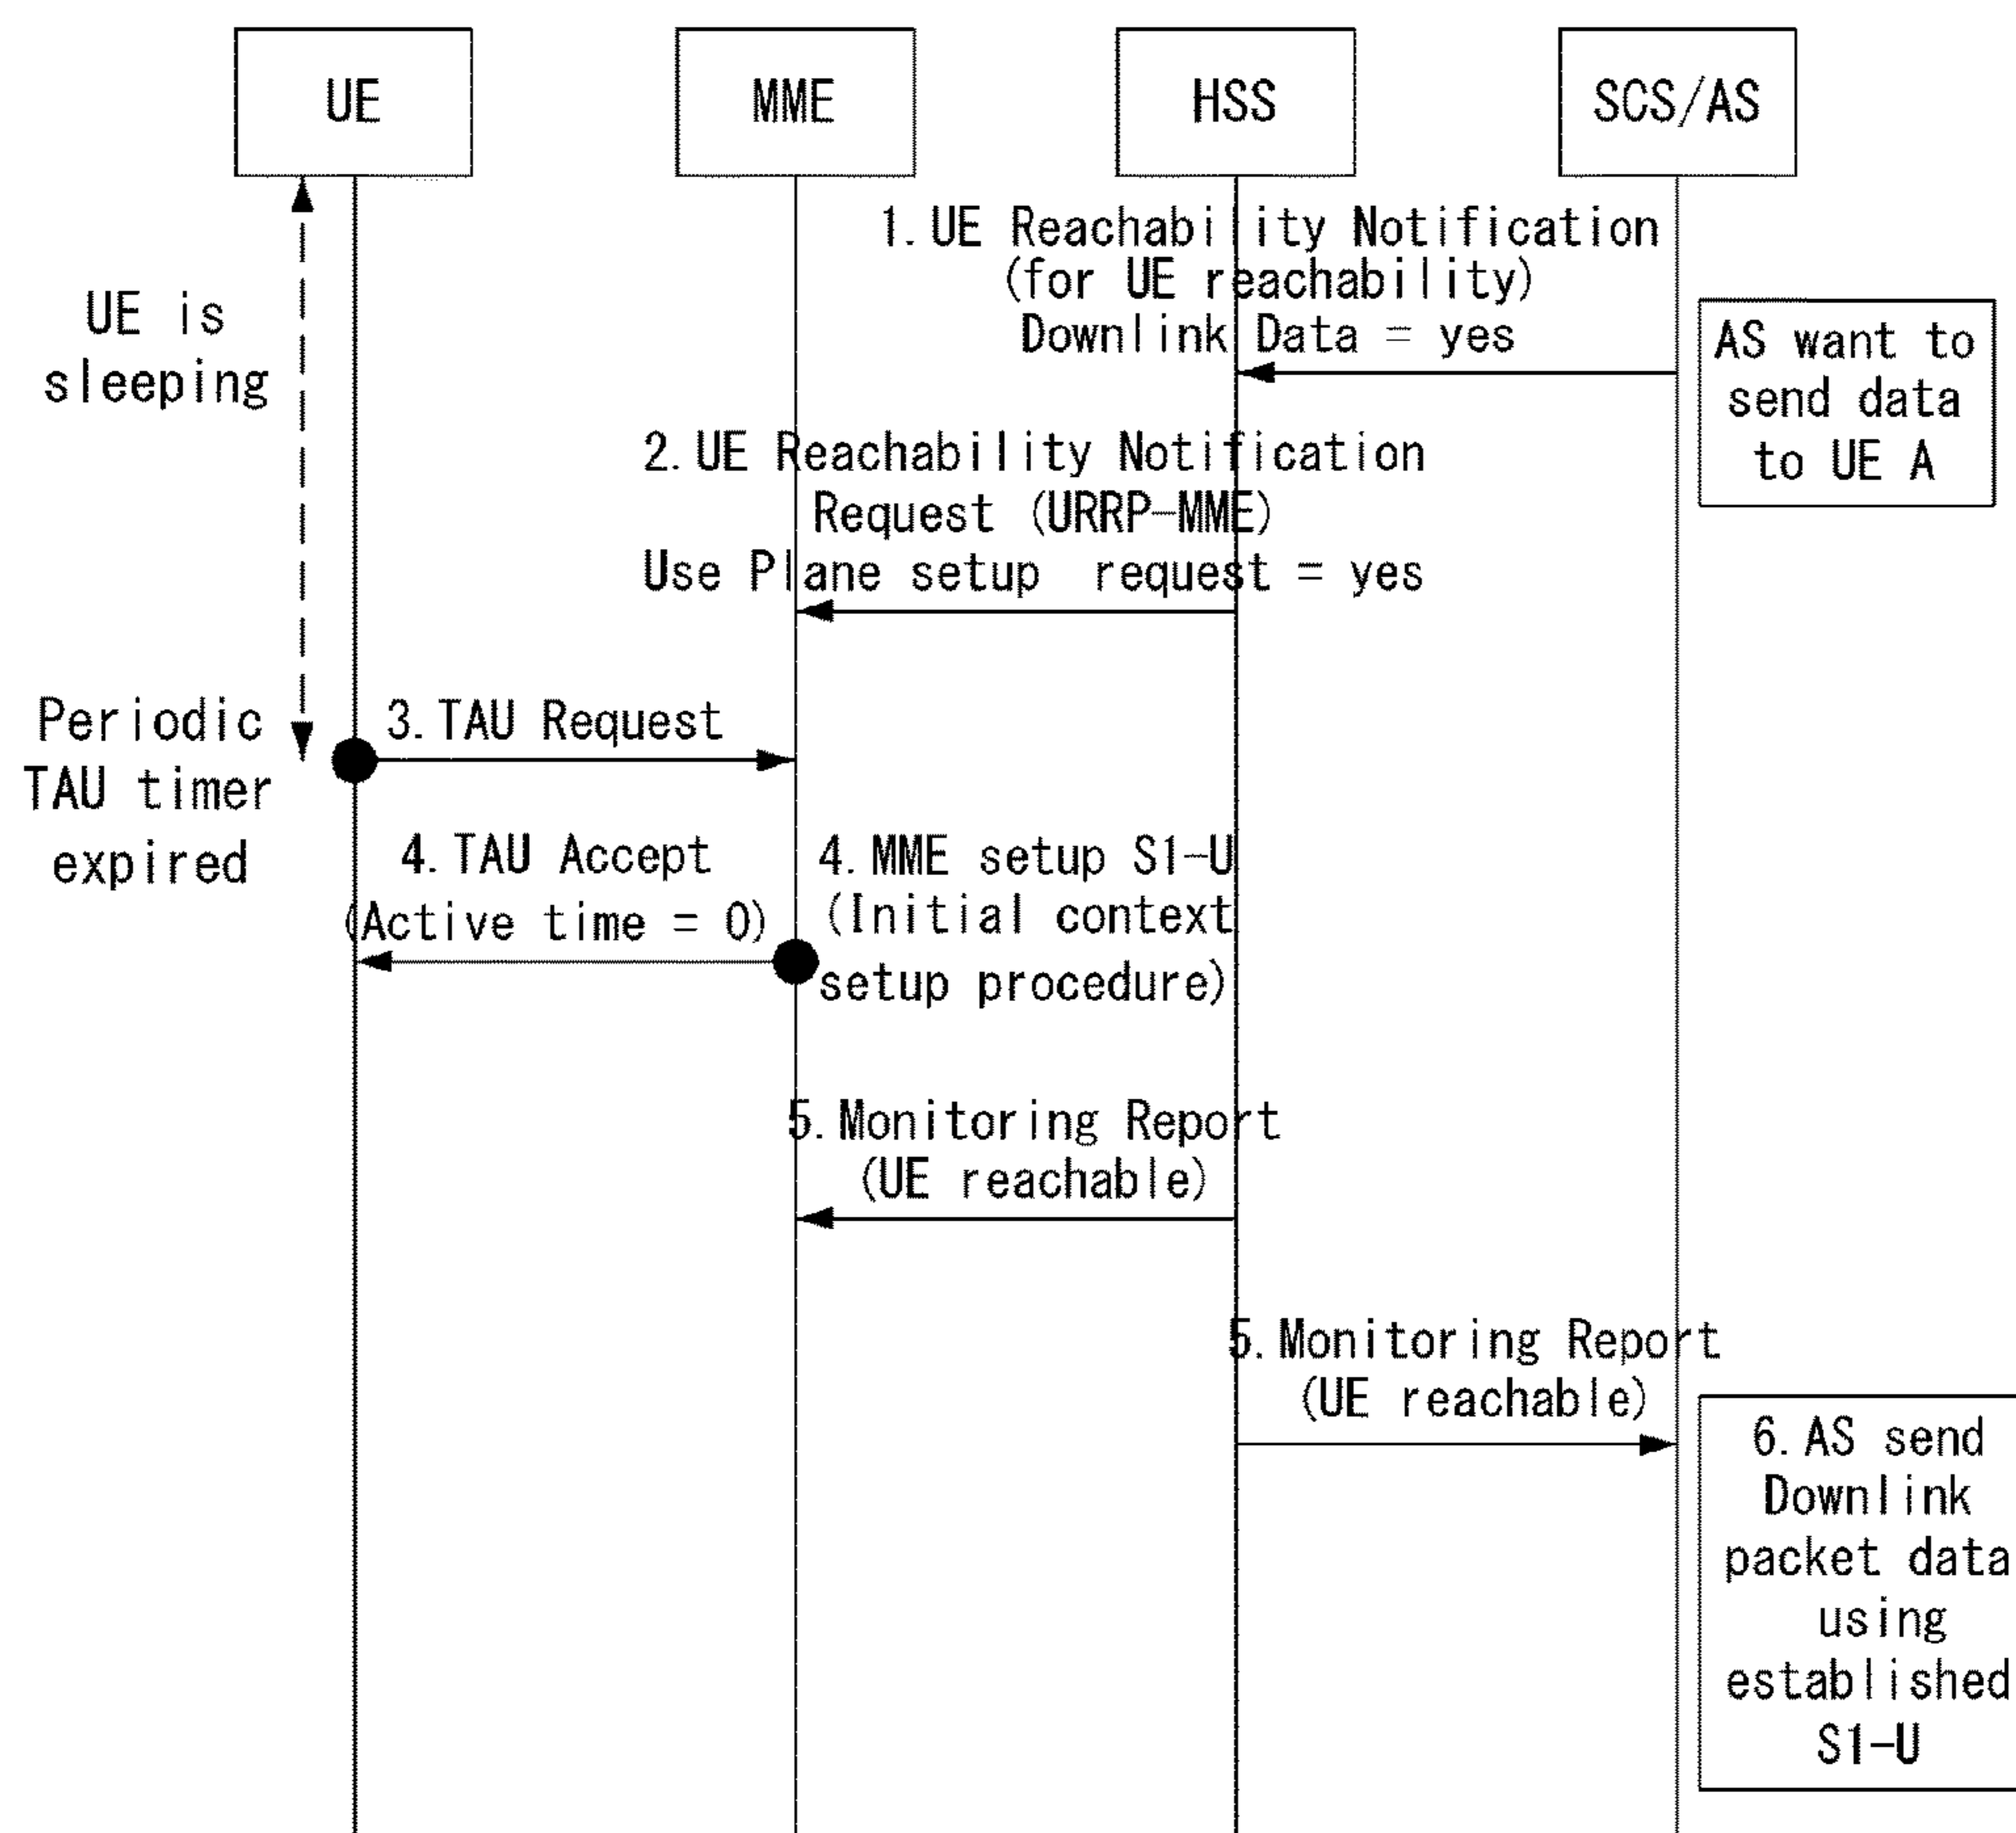 UE
MME
HSS
SCS/AS
1. UE Reachability Notification
(for UE reachability)
Downlink Data = yes
UE is
sleeping
AS want to
send data
to UE A
2. UE Reachability Notification
Request (URRP-MME)
Use Plane setup request = yes
Periodic
TAU timer
expired
3. TAU Request
4. TAU Accept
(Active time = 0)
4. MME setup S1-U
(Initial context
setup procedure)
5. Monitoring Report
(UE reachable)
5. Monitoring Report
(UE reachable)
6. AS send
Downlink
packet data
using
established
S1-U